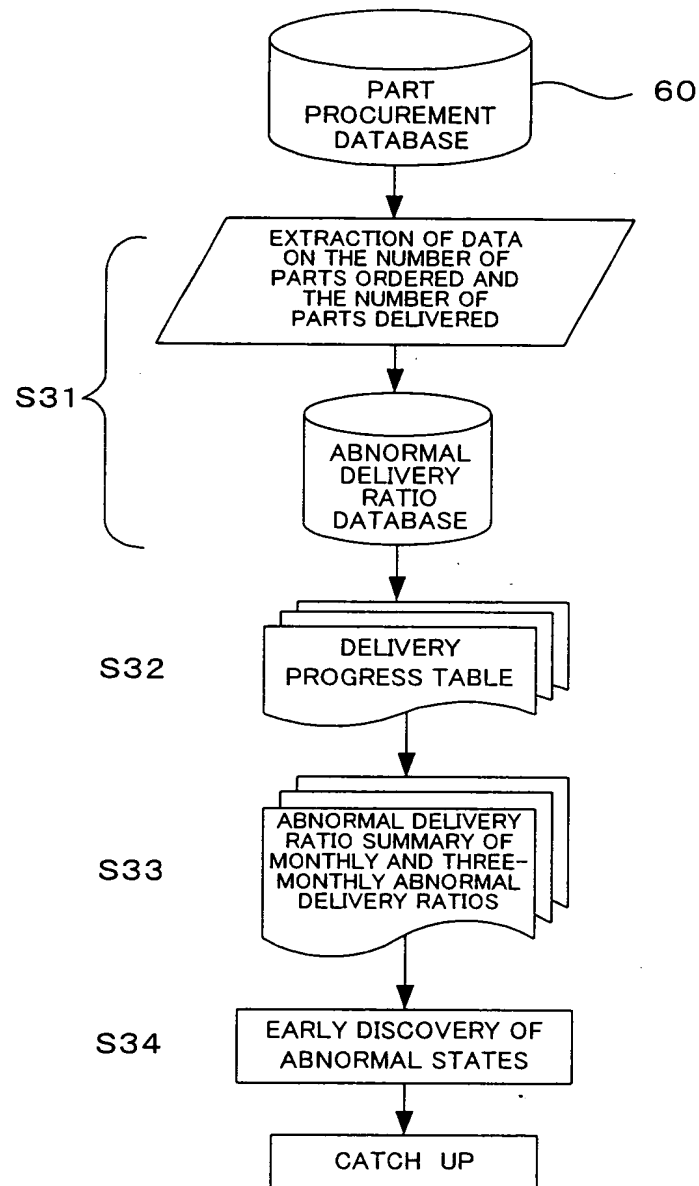 PART
PROCUREMENT
DATABASE
60
EXTRACTION OF DATA
ON THE NUMBER OF
PARTS ORDERED AND
THE NUMBER OF
PARTS DELIVERED
S31
ABNORMAL
DELIVERY
RATIO
DATABASE
S32
DELIVERY
PROGRESS TABLE
S33
ABNORMAL DELIVERY
RATIO SUMMARY OF
MONTHLY AND THREE-
MONTHLY ABNORMAL
DELIVERY RATIOS
S34
EARLY DISCOVERY OF
ABNORMAL STATES
CATCH UP